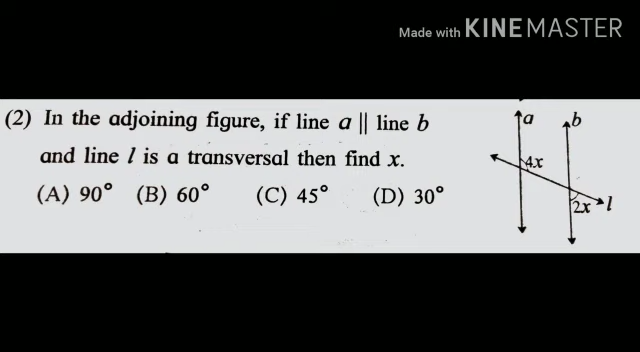 Made with KINEMASTER
(2) In the adjoining figure, if line a || line b
and line l is a transversal then find x.
(A) 90° (B) 60° (C) 45° (D) 30°
a b
4x
2x l